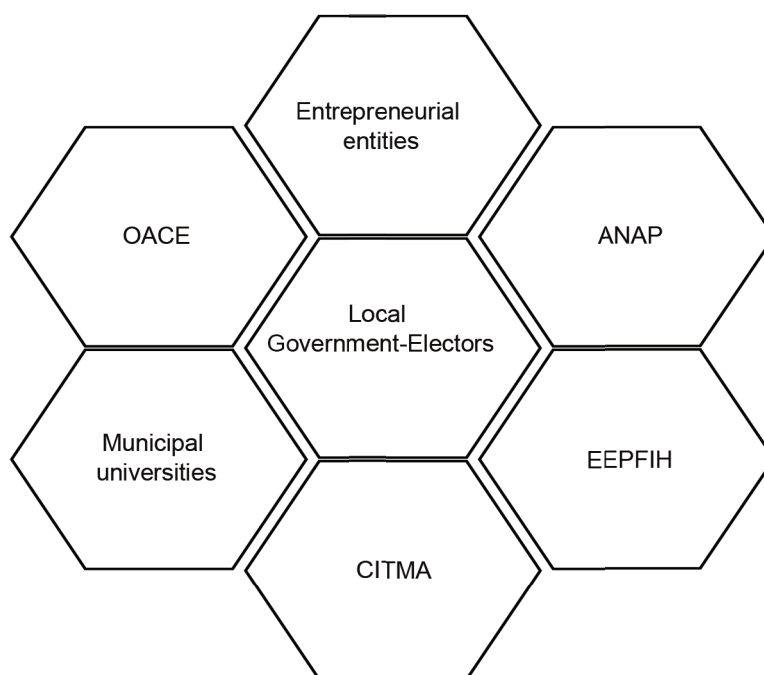 Entrepreneurial
entities
OACE
ANAP
Local
Government-Electors
Municipal
universities
EEPFIH
CITMA